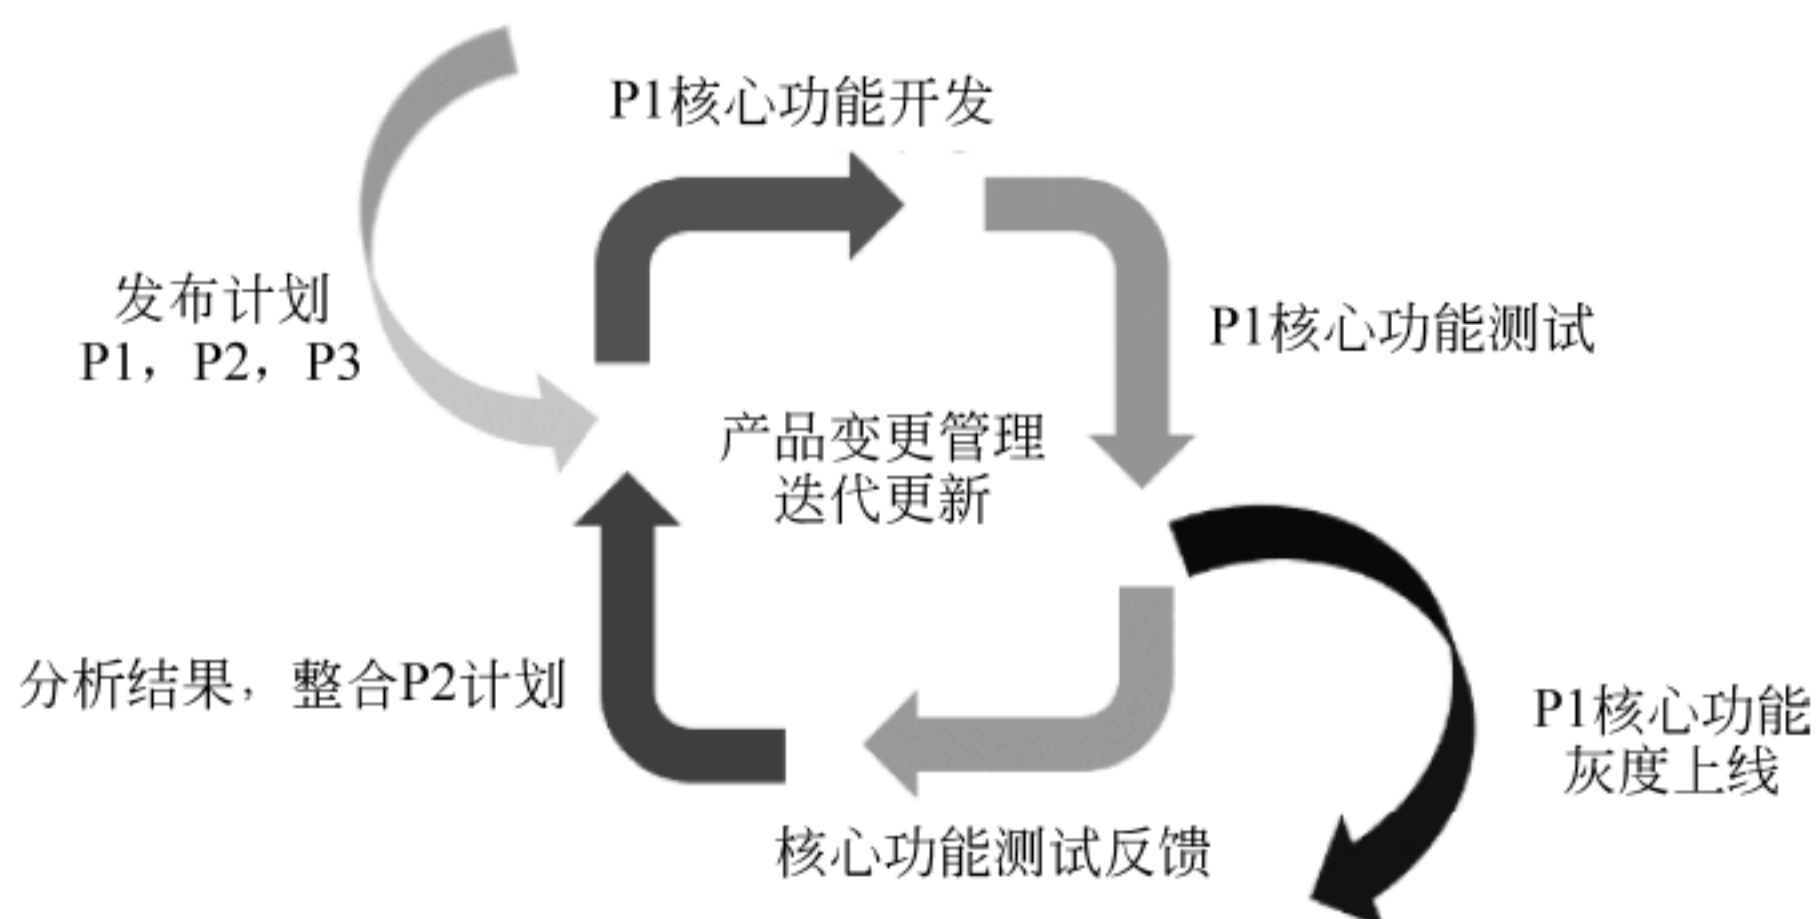 P1核心功能开发
发布计划
P1，P2，P3
P1核心功能测试
产品变更管理
迭代更新
分析结果，整合P2计划
P1核心功能
灰度上线
核心功能测试反馈